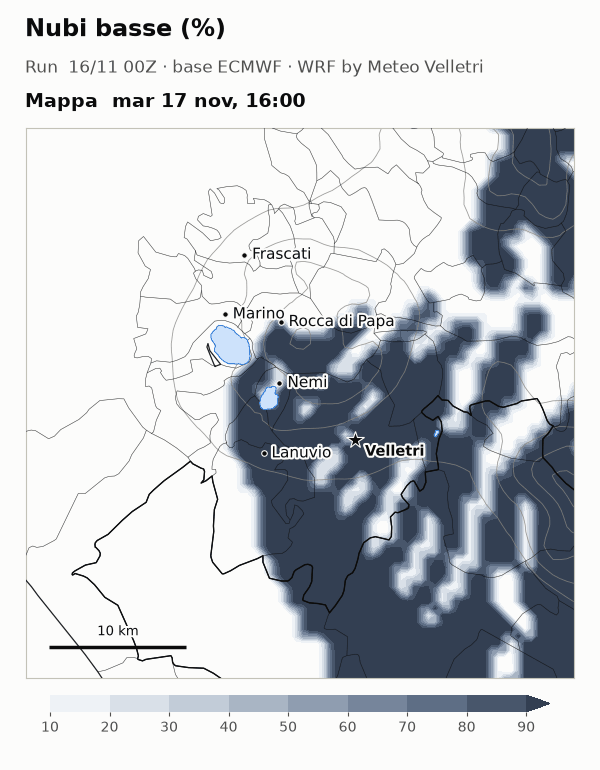 Nubi basse (%)
Run  16/11 00Z · base ECMWF · WRF by Meteo Velletri
Mappa  mar 17 nov, 16:00
Frascati
Marino
Rocca di Papa
Nemi
Velletri
Lanuvio
10 km
10 20 30 40 50 60 70 80 90